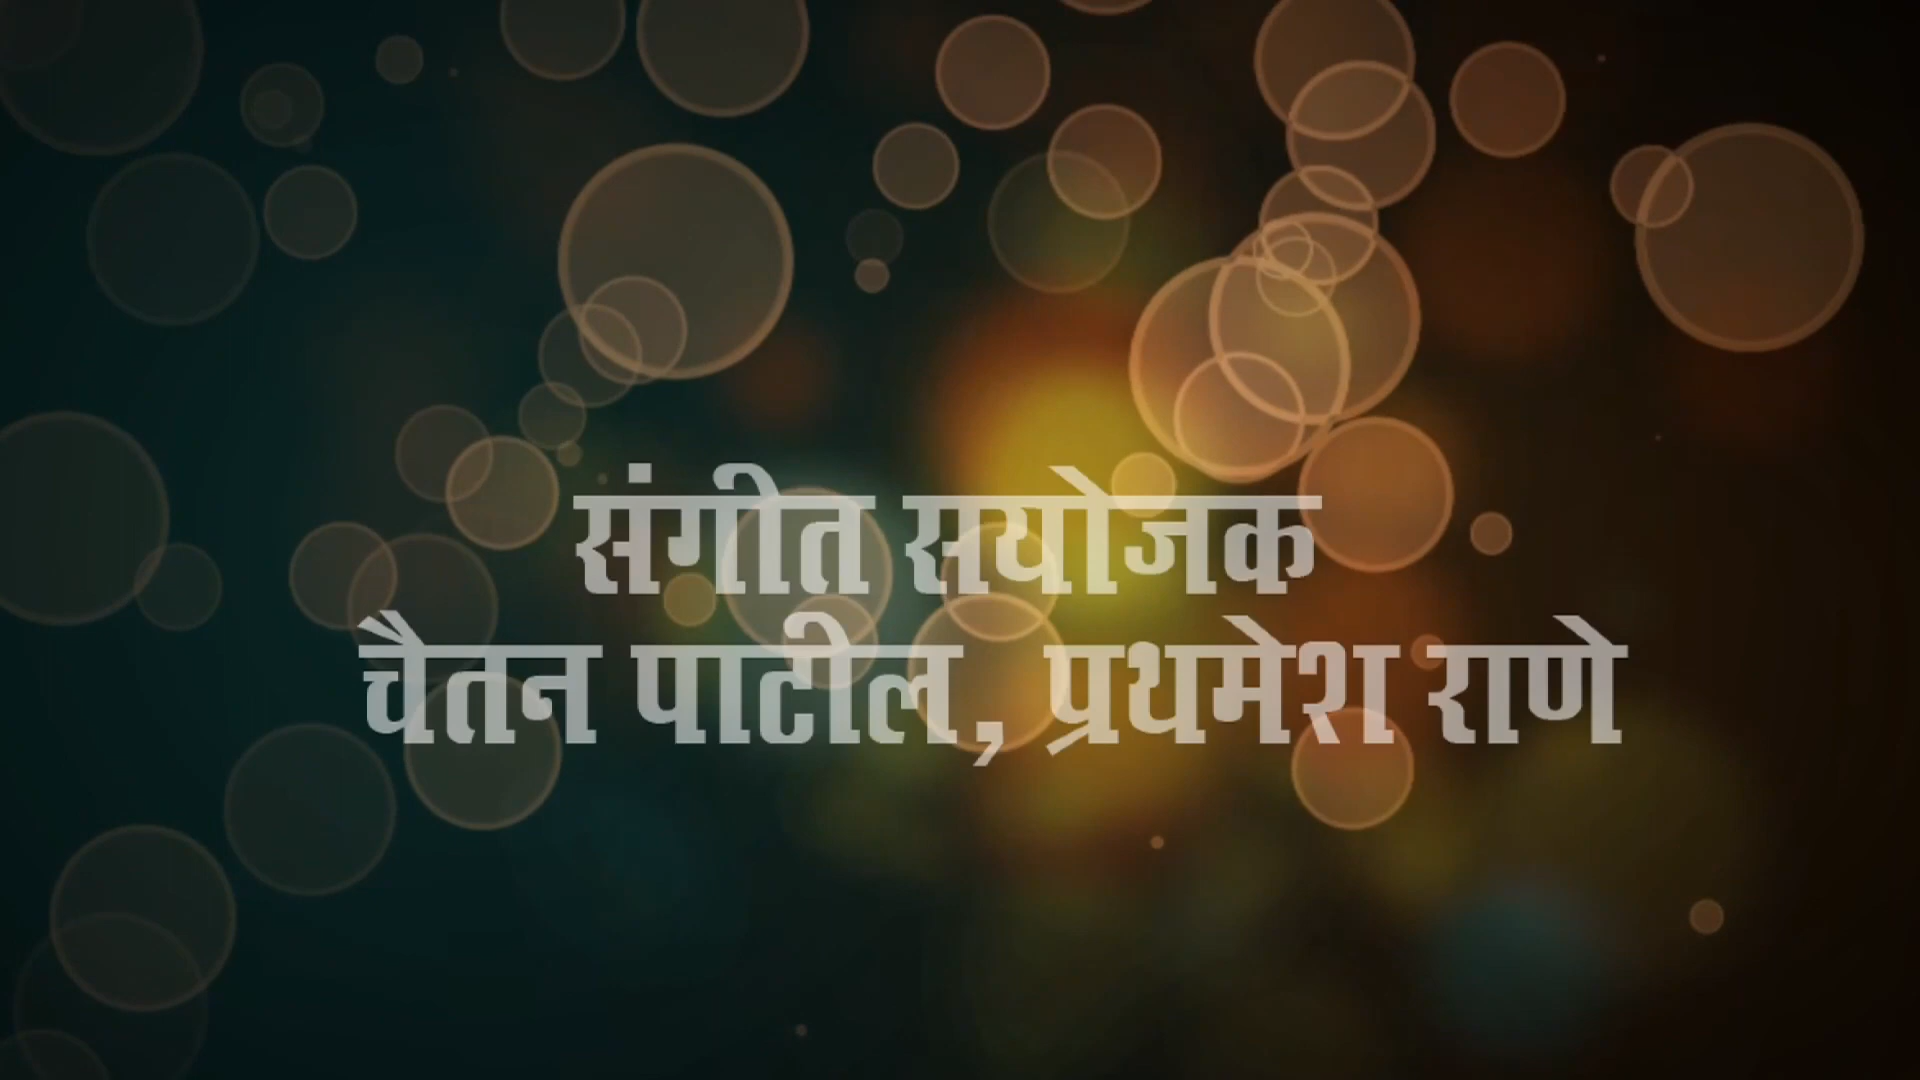 संगीत सयोजक
चैतन पाटील, प्रथमेश राणे